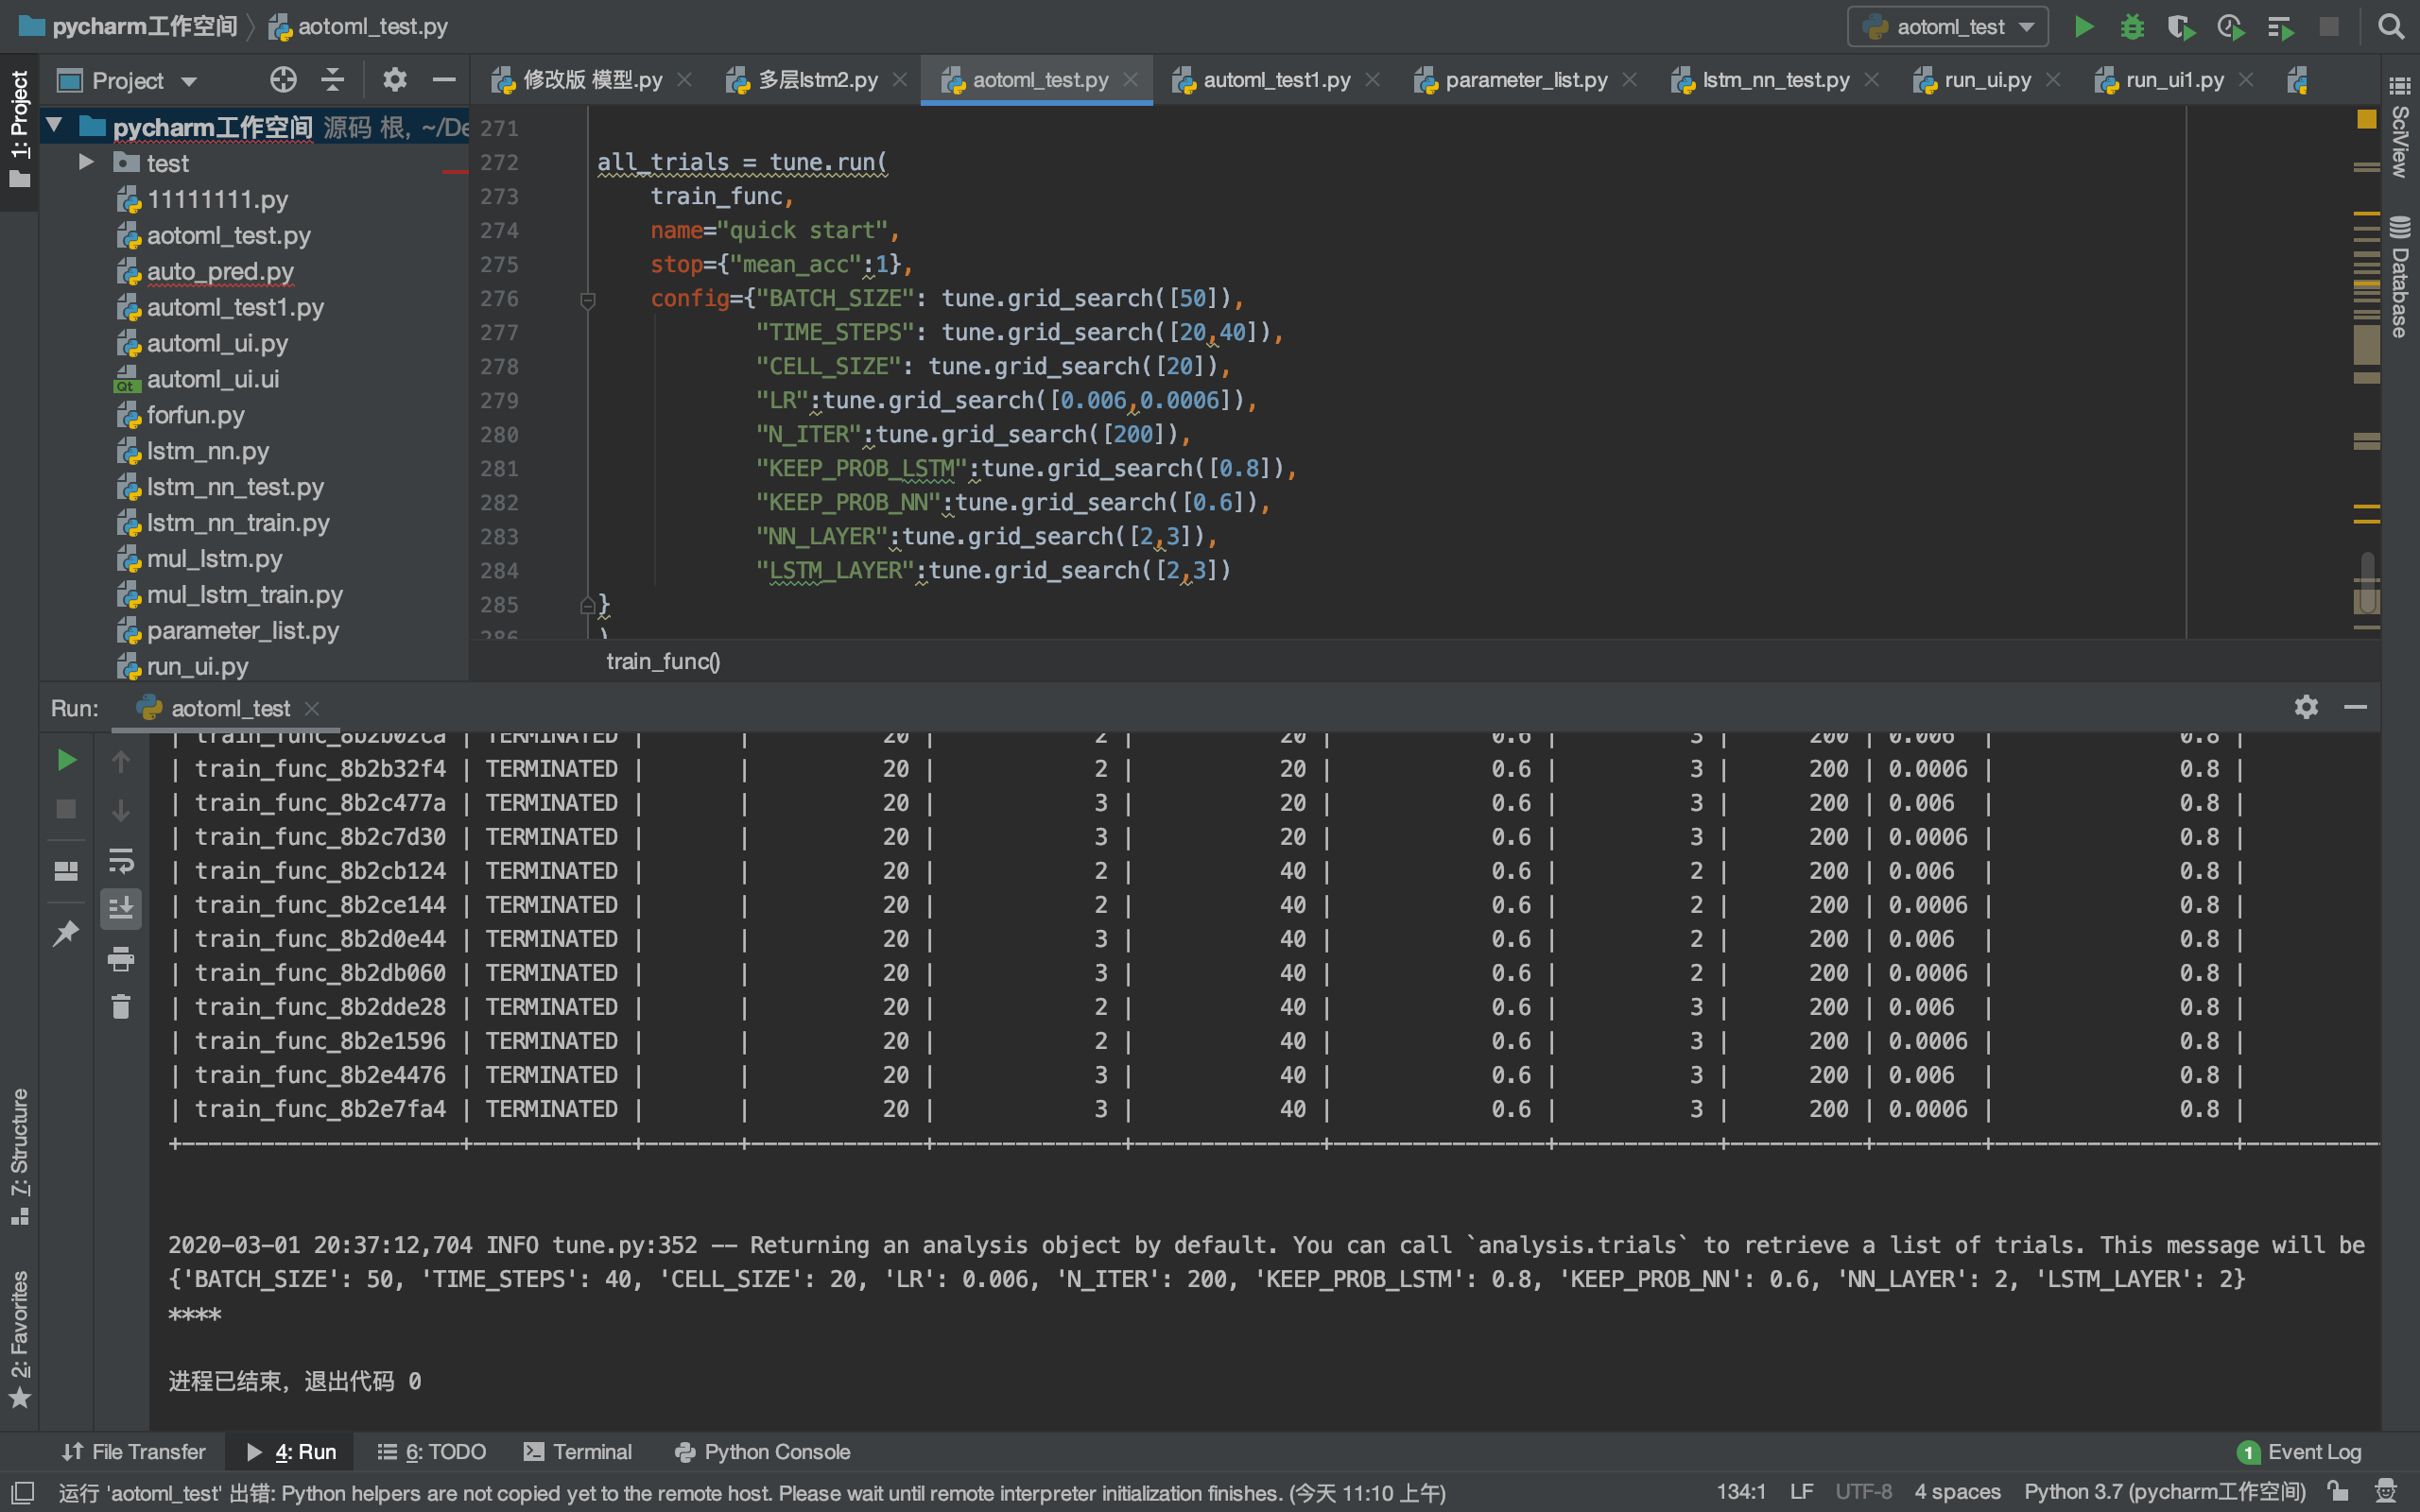 pycharm工作空间 aotoml_test.py aotoml_test
1: Project
Project
修改版 模型.py 多层lstm2.py aotoml_test.py automl_test1.py parameter_list.py lstm_nn_test.py run_ui.py run_ui1.py
SciView
Database
pycharm工作空间 源码 根, ~/De
test
11111111.py
aotoml_test.py
auto_pred.py
automl_test1.py
automl_ui.py
automl_ui.ui
forfun.py
lstm_nn.py
lstm_nn_test.py
lstm_nn_train.py
mul_lstm.py
mul_lstm_train.py
parameter_list.py
run_ui.py
271
272 all_trials = tune.run(
273 train_func,
274 name="quick start",
275 stop={"mean_acc":1},
276 config={"BATCH_SIZE": tune.grid_search([50]),
277 "TIME_STEPS": tune.grid_search([20,40]),
278 "CELL_SIZE": tune.grid_search([20]),
279 "LR":tune.grid_search([0.006,0.0006]),
280 "N_ITER":tune.grid_search([200]),
281 "KEEP_PROB_LSTM":tune.grid_search([0.8]),
282 "KEEP_PROB_NN":tune.grid_search([0.6]),
283 "NN_LAYER":tune.grid_search([2,3]),
284 "LSTM_LAYER":tune.grid_search([2,3])
285 }
286 )
train_func()
Run: aotoml_test
| train_func_8b2b02ca | TERMINATED | | 20 | 2 | 20 | 0.6 | 3 | 200 | 0.006 | 0.8 |
| train_func_8b2b32f4 | TERMINATED | | 20 | 2 | 20 | 0.6 | 3 | 200 | 0.0006 | 0.8 |
| train_func_8b2c477a | TERMINATED | | 20 | 3 | 20 | 0.6 | 3 | 200 | 0.006 | 0.8 |
| train_func_8b2c7d30 | TERMINATED | | 20 | 3 | 20 | 0.6 | 3 | 200 | 0.0006 | 0.8 |
| train_func_8b2cb124 | TERMINATED | | 20 | 2 | 40 | 0.6 | 2 | 200 | 0.006 | 0.8 |
| train_func_8b2ce144 | TERMINATED | | 20 | 2 | 40 | 0.6 | 2 | 200 | 0.0006 | 0.8 |
| train_func_8b2d0e44 | TERMINATED | | 20 | 3 | 40 | 0.6 | 2 | 200 | 0.006 | 0.8 |
| train_func_8b2db060 | TERMINATED | | 20 | 3 | 40 | 0.6 | 2 | 200 | 0.0006 | 0.8 |
| train_func_8b2dde28 | TERMINATED | | 20 | 2 | 40 | 0.6 | 3 | 200 | 0.006 | 0.8 |
| train_func_8b2e1596 | TERMINATED | | 20 | 2 | 40 | 0.6 | 3 | 200 | 0.0006 | 0.8 |
| train_func_8b2e4476 | TERMINATED | | 20 | 3 | 40 | 0.6 | 3 | 200 | 0.006 | 0.8 |
| train_func_8b2e7fa4 | TERMINATED | | 20 | 3 | 40 | 0.6 | 3 | 200 | 0.0006 | 0.8 |
2020-03-01 20:37:12,704 INFO tune.py:352 -- Returning an analysis object by default. You can call `analysis.trials` to retrieve a list of trials. This message will be
{'BATCH_SIZE': 50, 'TIME_STEPS': 40, 'CELL_SIZE': 20, 'LR': 0.006, 'N_ITER': 200, 'KEEP_PROB_LSTM': 0.8, 'KEEP_PROB_NN': 0.6, 'NN_LAYER': 2, 'LSTM_LAYER': 2}
****
进程已结束，退出代码 0
7: Structure
2: Favorites
File Transfer 4: Run 6: TODO Terminal Python Console 1 Event Log
运行 'aotoml_test' 出错: Python helpers are not copied yet to the remote host. Please wait until remote interpreter initialization finishes. (今天 11:10 上午) 134:1 LF UTF-8 4 spaces Python 3.7 (pycharm工作空间)